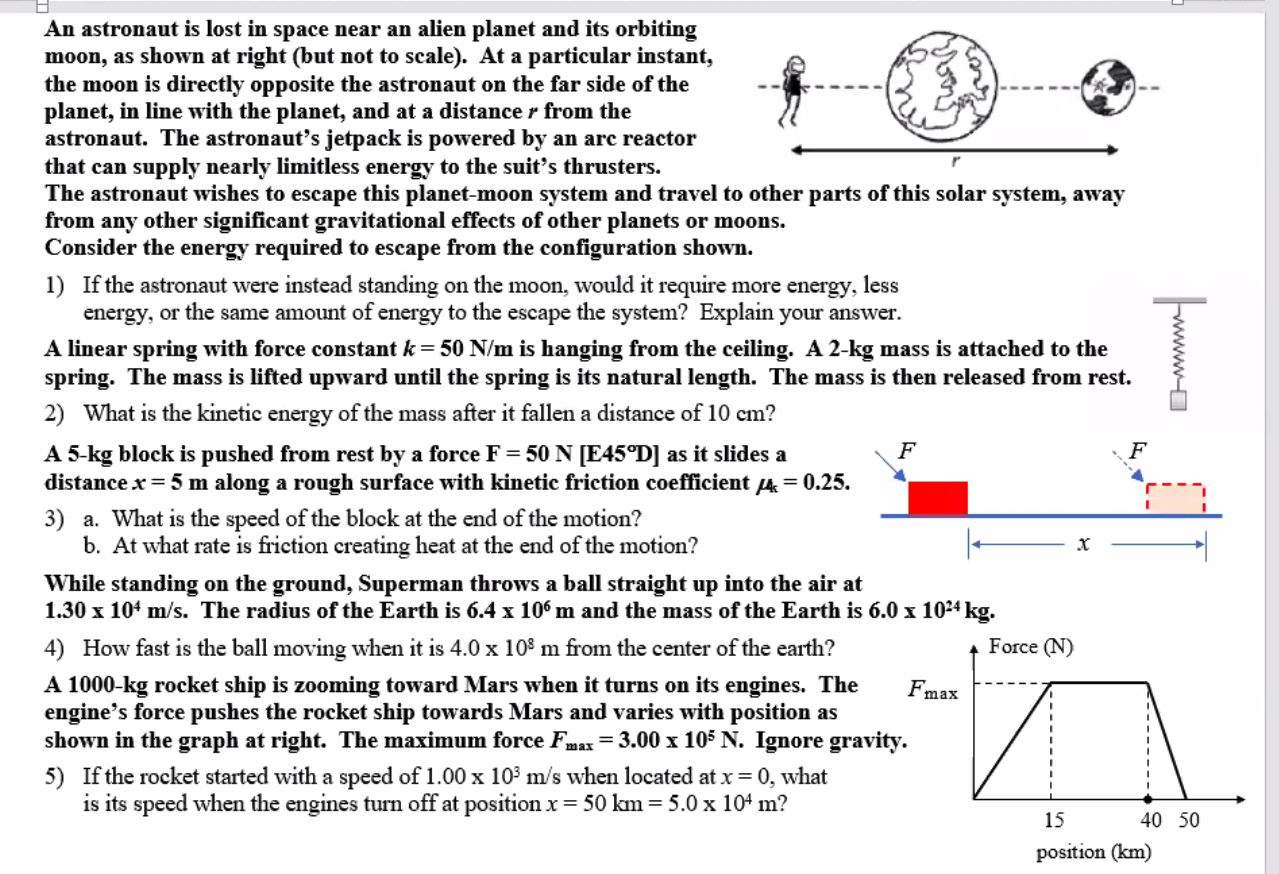 An astronaut is lost in space near an alien planet and its orbiting
moon, as shown at right (but not to scale).  At a particular instant,
the moon is directly opposite the astronaut on the far side of the
planet, in line with the planet, and at a distance r from the
astronaut.  The astronaut's jetpack is powered by an arc reactor
that can supply nearly limitless energy to the suit's thrusters.
r
The astronaut wishes to escape this planet-moon system and travel to other parts of this solar system, away
from any other significant gravitational effects of other planets or moons.
Consider the energy required to escape from the configuration shown.
1) If the astronaut were instead standing on the moon, would it require more energy, less
energy, or the same amount of energy to the escape the system?  Explain your answer.
A linear spring with force constant k = 50 N/m is hanging from the ceiling.  A 2-kg mass is attached to the
spring.  The mass is lifted upward until the spring is its natural length.  The mass is then released from rest.
2) What is the kinetic energy of the mass after it fallen a distance of 10 cm?
A 5-kg block is pushed from rest by a force F = 50 N [E45°D] as it slides a
distance x = 5 m along a rough surface with kinetic friction coefficient μk = 0.25.
F
F
x
3) a. What is the speed of the block at the end of the motion?
b. At what rate is friction creating heat at the end of the motion?
While standing on the ground, Superman throws a ball straight up into the air at
1.30 x 10⁴ m/s.  The radius of the Earth is 6.4 x 10⁶ m and the mass of the Earth is 6.0 x 10²⁴ kg.
4) How fast is the ball moving when it is 4.0 x 10⁸ m from the center of the earth?
A 1000-kg rocket ship is zooming toward Mars when it turns on its engines.  The
engine's force pushes the rocket ship towards Mars and varies with position as
shown in the graph at right.  The maximum force Fmax = 3.00 x 10⁵ N.  Ignore gravity.
5) If the rocket started with a speed of 1.00 x 10³ m/s when located at x = 0, what
is its speed when the engines turn off at position x = 50 km = 5.0 x 10⁴ m?
Force (N)
Fmax
15 40 50
position (km)